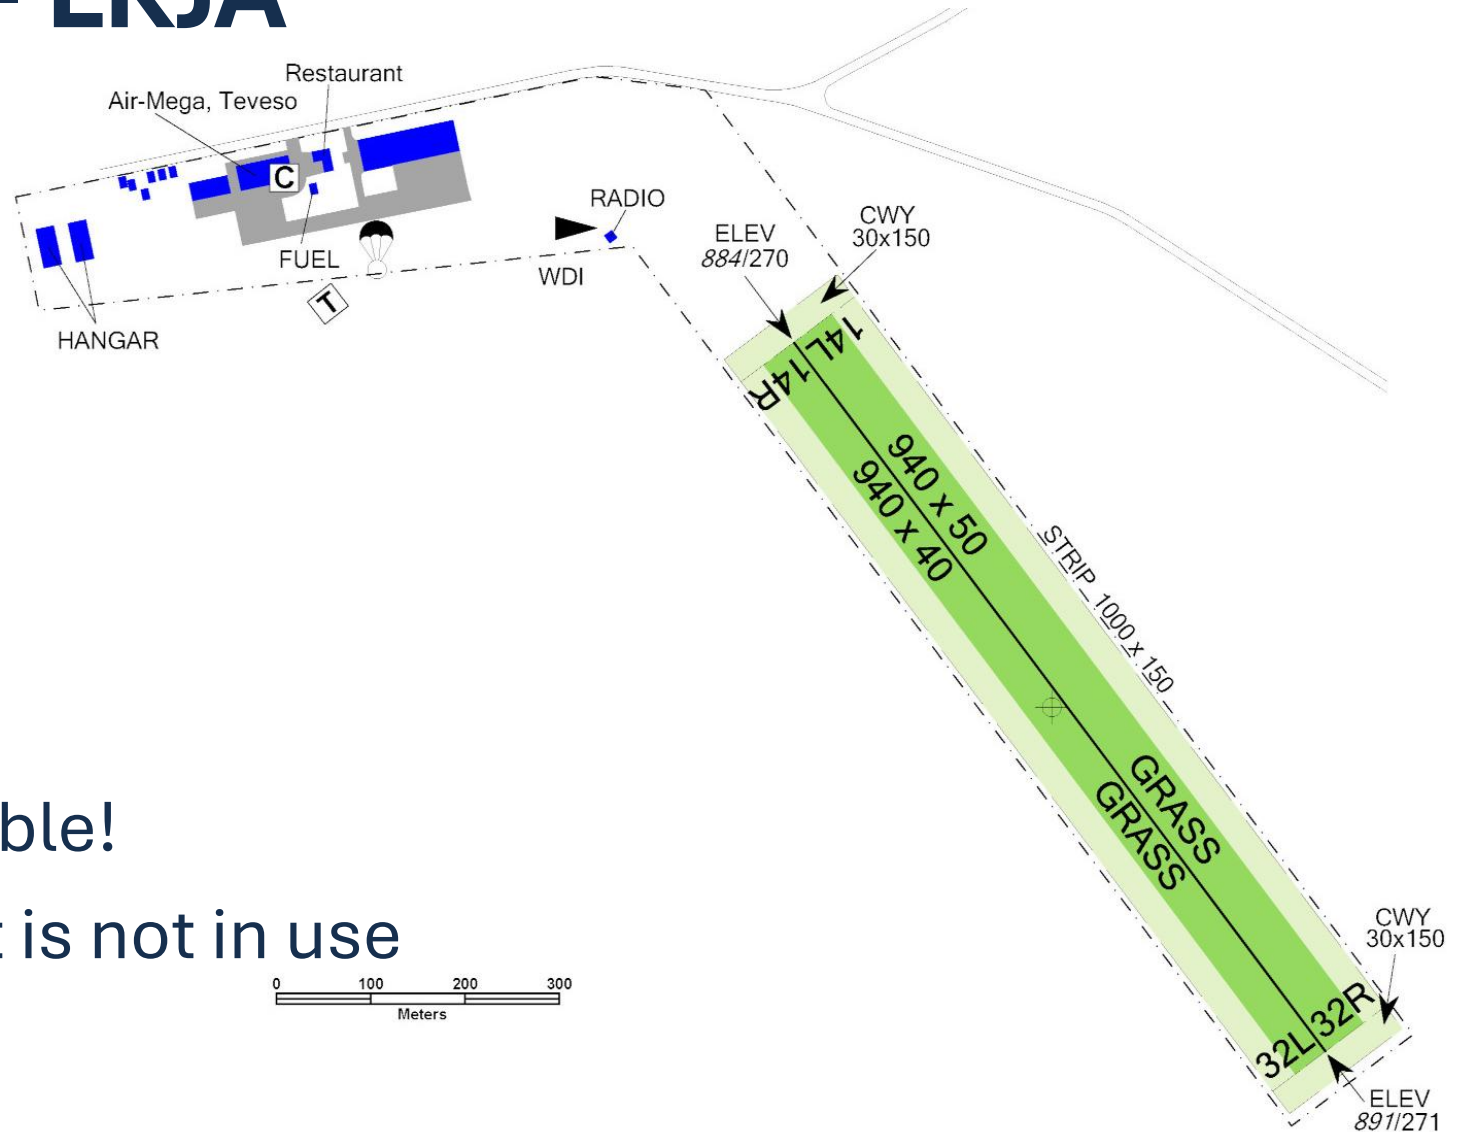 - LKJA
Restaurant
Air-Mega, Teveso
C
FUEL
HANGAR
T
WDI
RADIO
ELEV
884/270
CWY
30x150
14L
14R
940 x 50
940 x 40
STRIP 1000 x 150
GRASS
GRASS
ble!
t is not in use
0 100 200 300
Meters
CWY
30x150
32L 32R
ELEV
891/271